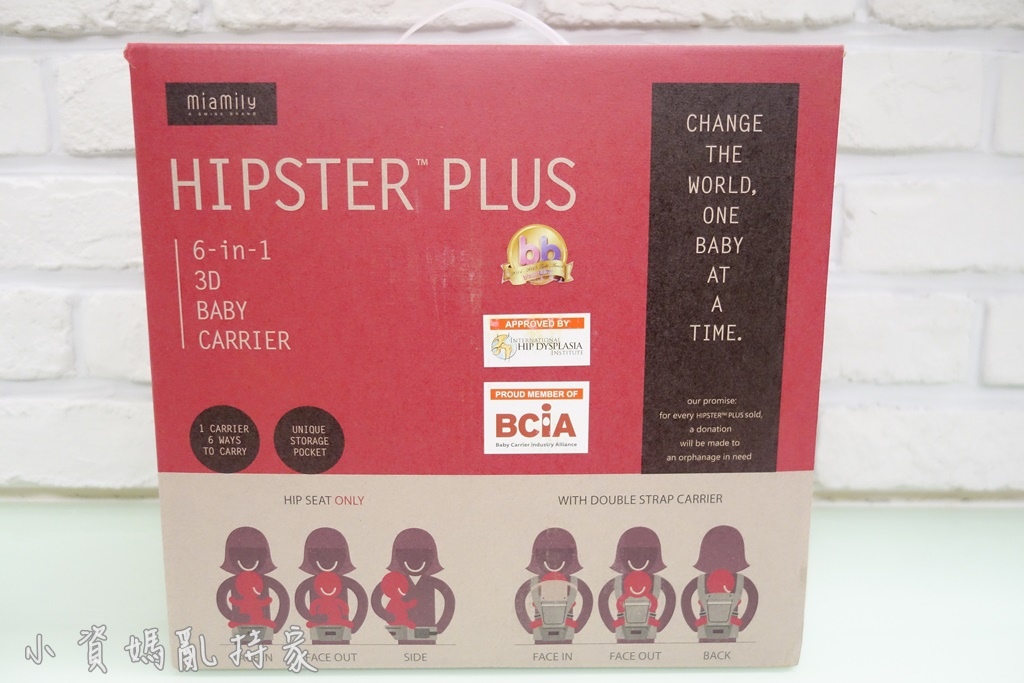 miamily
A SWISS BRAND
HIPSTER™ PLUS
6-in-1
3D
BABY
CARRIER
CHANGE
THE
WORLD,
ONE
BABY
AT
A
TIME.
bb
APPROVED BY
INTERNATIONAL
HIP DYSPLASIA
INSTITUTE
PROUD MEMBER OF
BCiA
Baby Carrier Industry Alliance
our promise:
for every HIPSTER™ PLUS sold,
a donation
will be made to
an orphanage in need
1 CARRIER
6 WAYS
TO CARRY
UNIQUE
STORAGE
POCKET
HIP SEAT ONLY
WITH DOUBLE STRAP CARRIER
IN
FACE OUT
SIDE
FACE IN
FACE OUT
BACK
小資媽亂持家